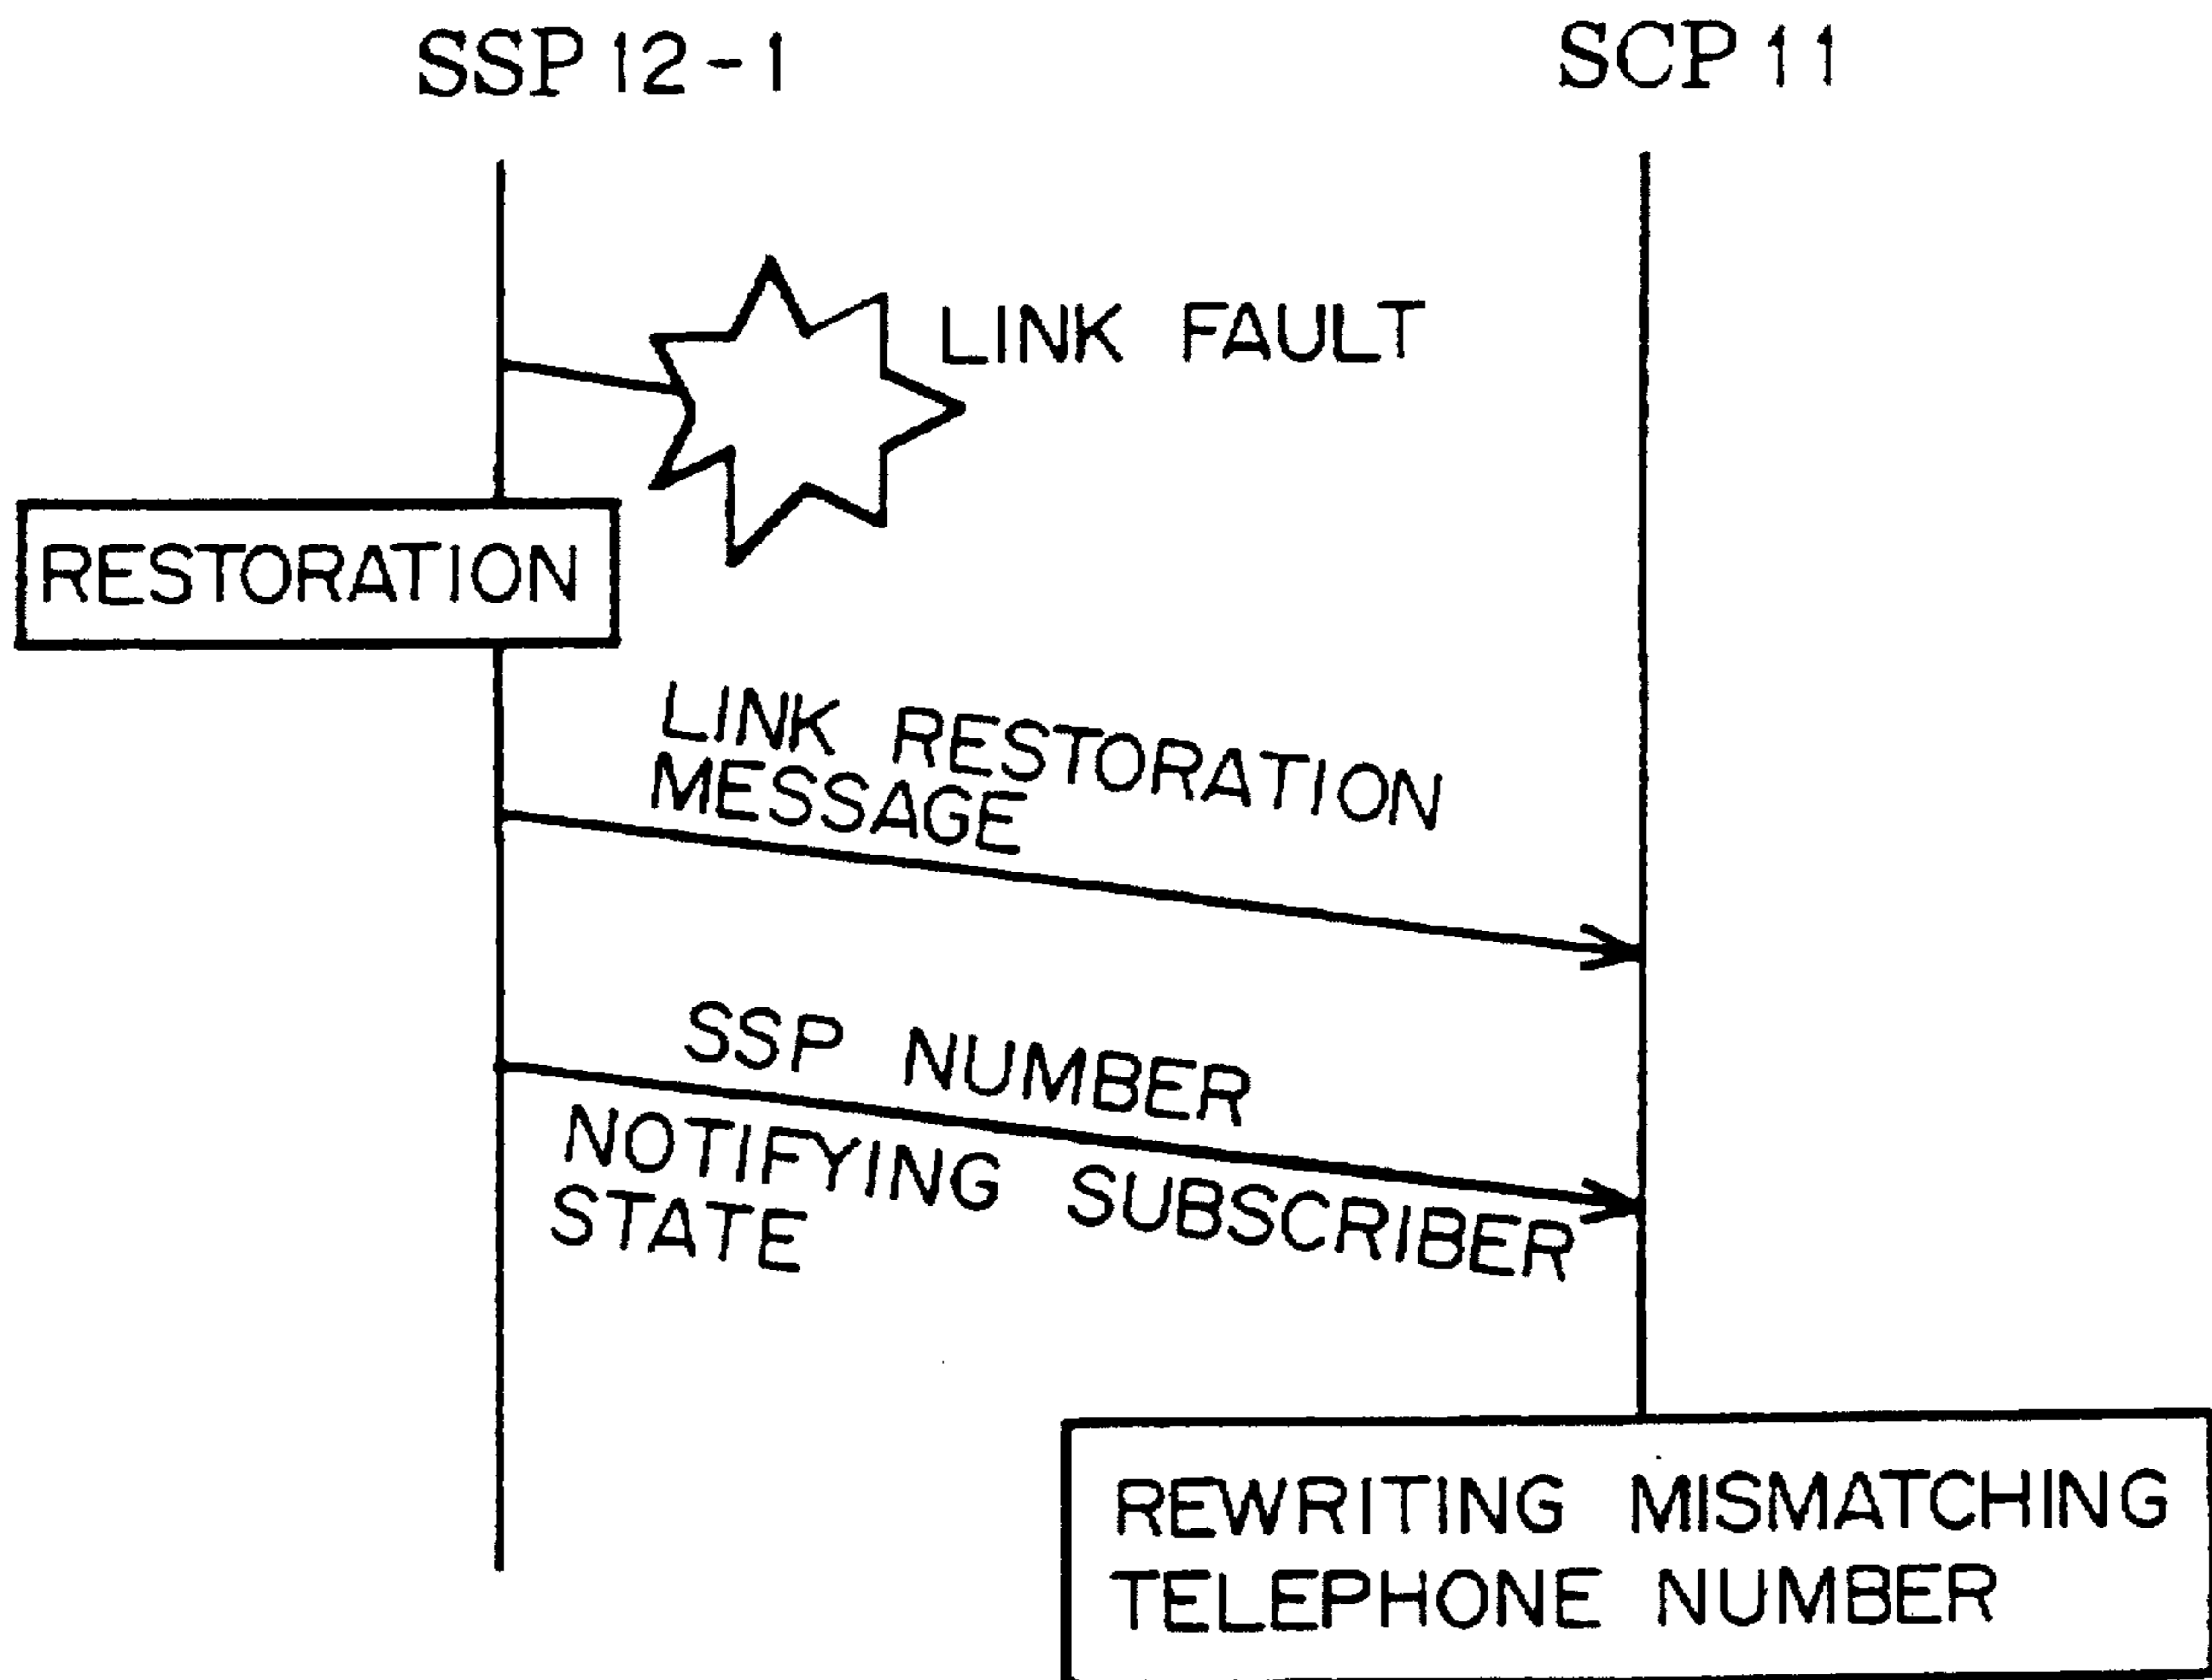 SSP 12-1
SCP 11
LINK FAULT
RESTORATION
LINK RESTORATION
MESSAGE
SSP NUMBER
NOTIFYING SUBSCRIBER
STATE
REWRITING MISMATCHING
TELEPHONE NUMBER